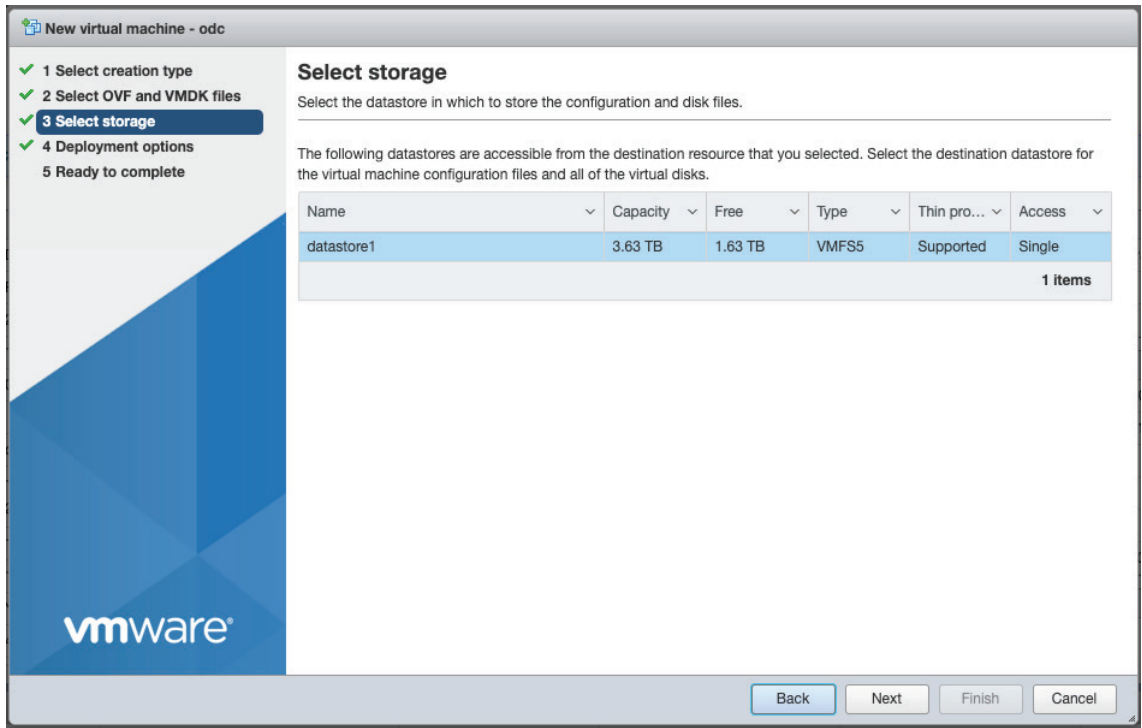 New virtual machine - odc
1 Select creation type
2 Select OVF and VMDK files
3 Select storage
4 Deployment options
5 Ready to complete
Select storage
Select the datastore in which to store the configuration and disk files.
The following datastores are accessible from the destination resource that you selected. Select the destination datastore for
the virtual machine configuration files and all of the virtual disks.
Name Capacity Free Type Thin pro... Access
datastore1 3.63 TB 1.63 TB VMFS5 Supported Single
1 items
vmware®
Back Next Finish Cancel